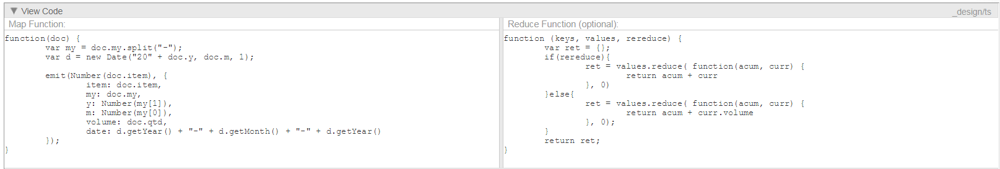 ▼ View Code
_design/ts
Map Function:
function(doc) {
        var my = doc.my.split("-");
        var d = new Date("20" + doc.y, doc.m, 1);

        emit(Number(doc.item), {
                item: doc.item,
                my: doc.my,
                y: Number(my[1]),
                m: Number(my[0]),
                volume: doc.qtd,
                date: d.getYear() + "-" + d.getMonth() + "-" + d.getYear()
        });
}
Reduce Function (optional):
function (keys, values, rereduce) {
        var ret = {};
        if(rereduce){
                ret = values.reduce( function(acum, curr) {
                        return acum + curr
                }, 0)
        }else{
                ret = values.reduce( function(acum, curr) {
                        return acum + curr.volume
                }, 0);
        }
        return ret;
}